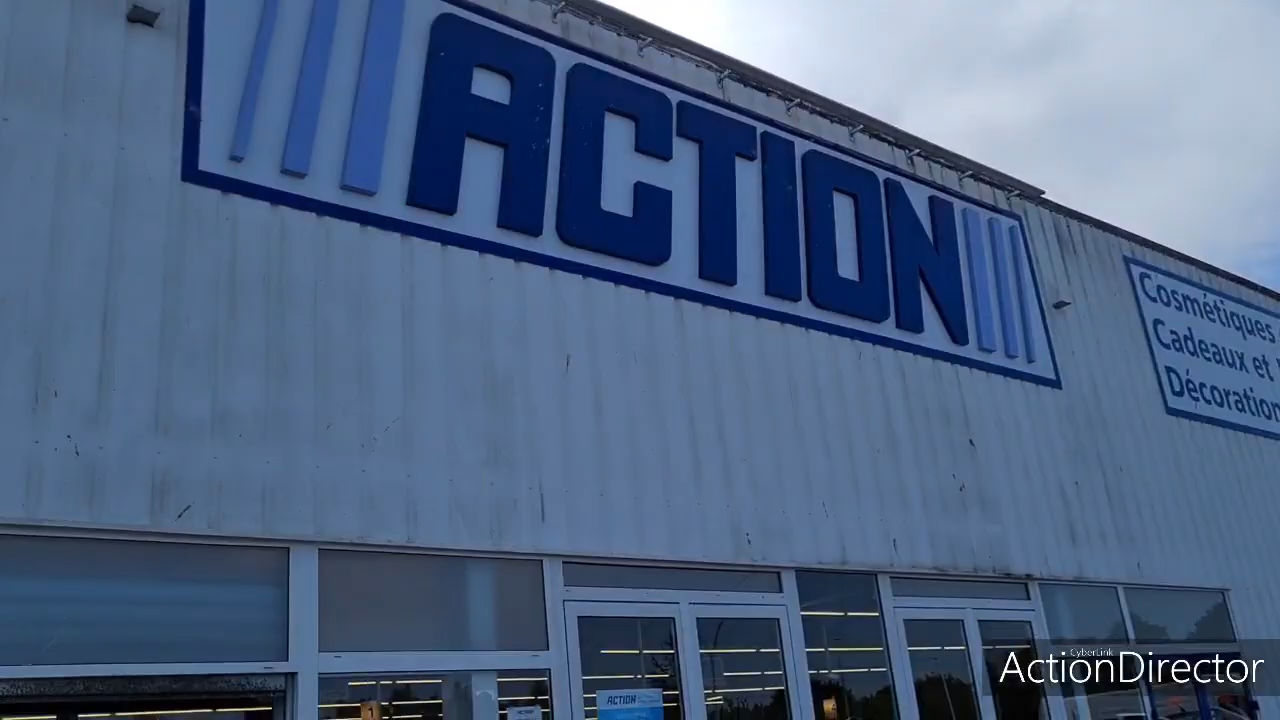 ACTION
Cosmétiques
Cadeaux et
Décoration
ACTION
CyberLink
ActionDirector